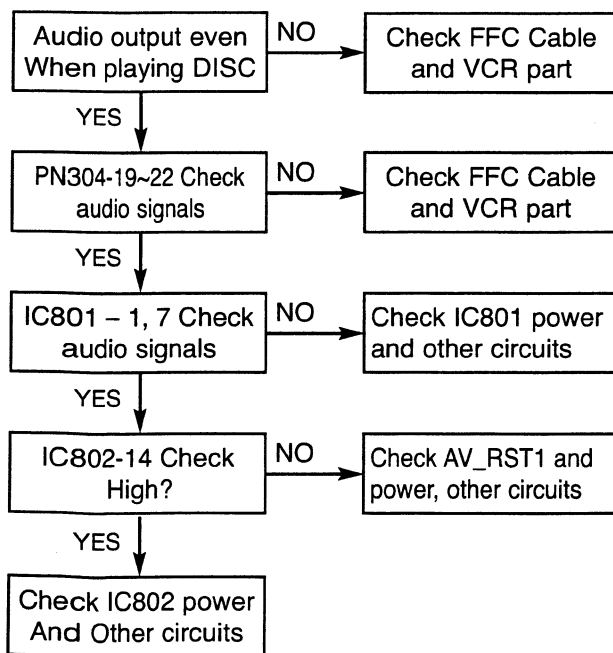 Audio output even
When playing DISC
NO
Check FFC Cable
and VCR part
YES
PN304-19~22 Check
audio signals
NO
Check FFC Cable
and VCR part
YES
IC801 – 1, 7 Check
audio signals
NO
Check IC801 power
and other circuits
YES
IC802-14 Check
High?
NO
Check AV_RST1 and
power, other circuits
YES
Check IC802 power
And Other circuits